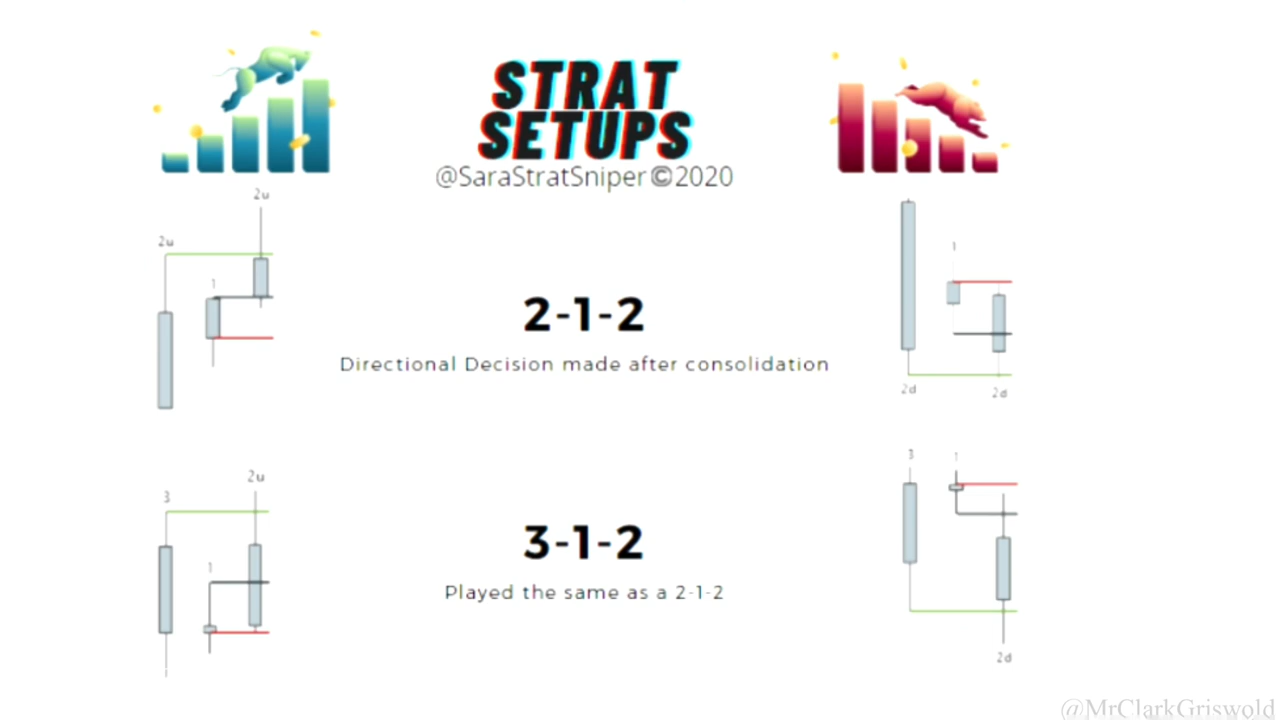 STRAT
SETUPS
@SaraStratSniper©2020
2u
2u
1
2-1-2
Directional Decision made after consolidation
1
2d
2d
3
2u
1
3-1-2
Played the same as a 2-1-2
3
1
2d
@MrClarkGriswold